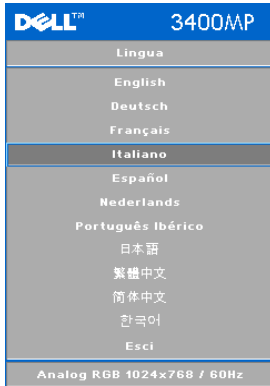 DELL™ 3400MP
Lingua
English
Deutsch
Français
Italiano
Español
Nederlands
Português Ibérico
日本語
繁體中文
简体中文
한국어
Esci
Analog RGB 1024x768 / 60Hz